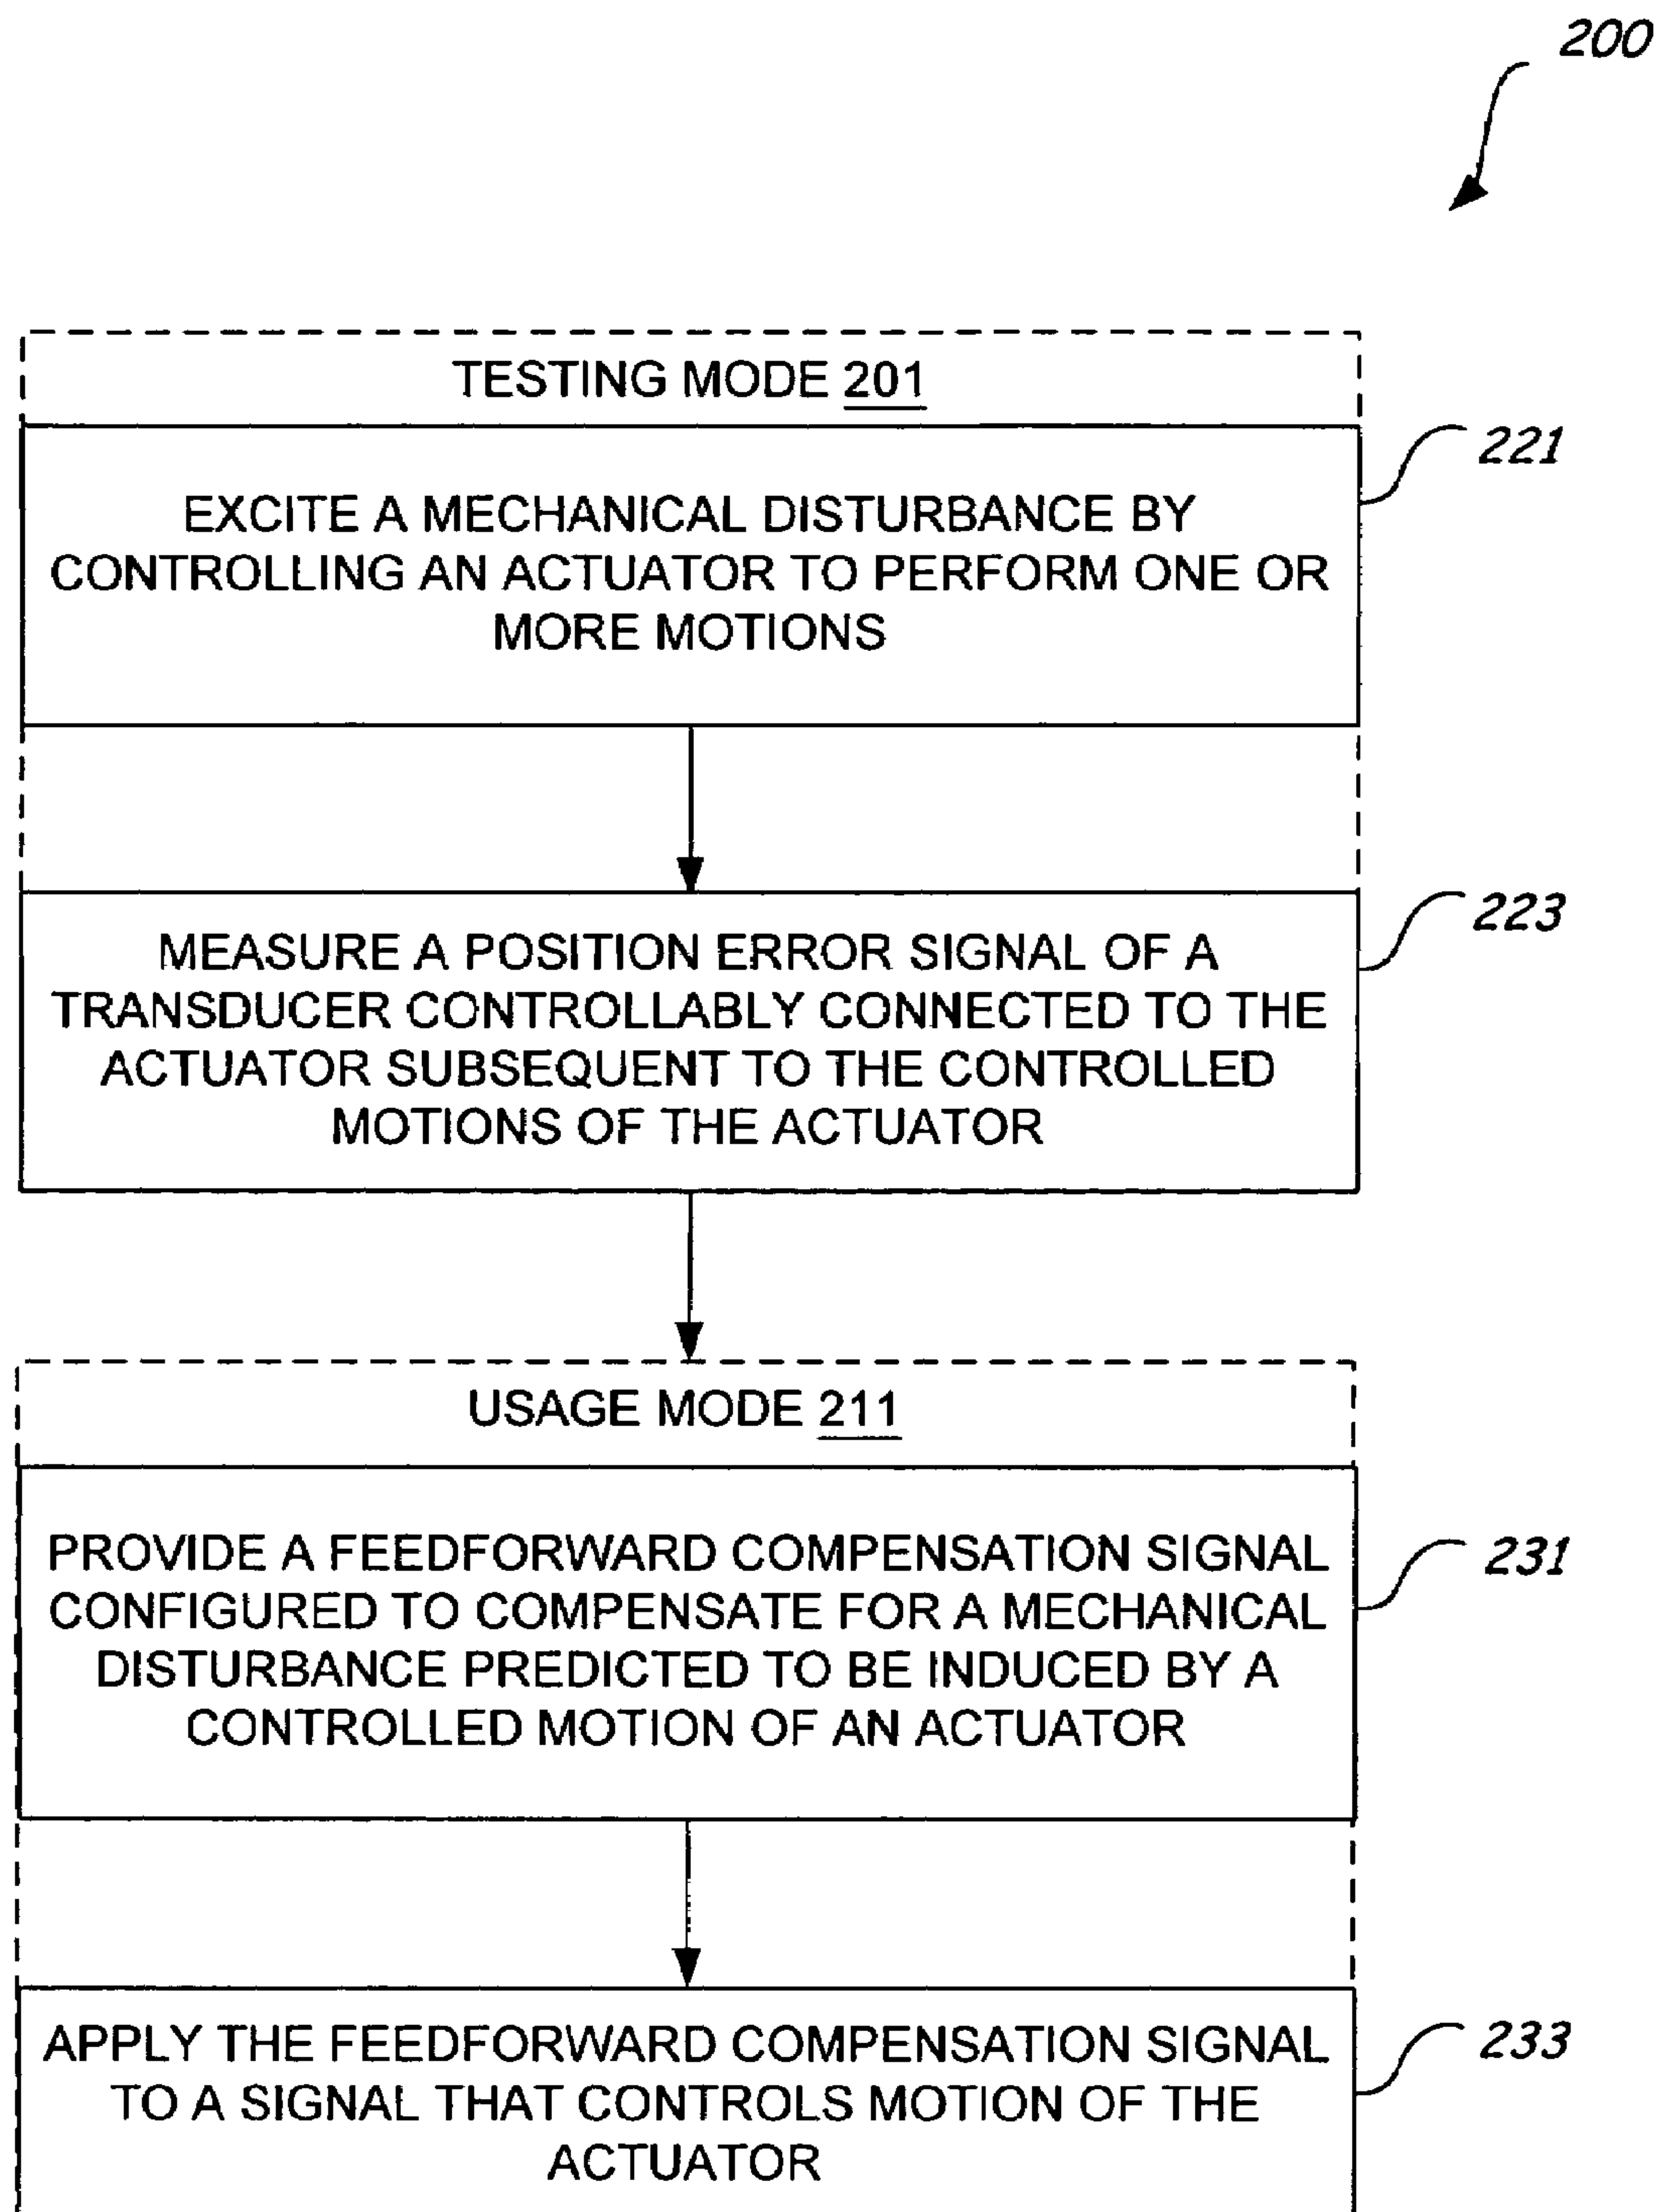 200
TESTING MODE 201
221
EXCITE A MECHANICAL DISTURBANCE BY
CONTROLLING AN ACTUATOR TO PERFORM ONE OR
MORE MOTIONS
223
MEASURE A POSITION ERROR SIGNAL OF A
TRANSDUCER CONTROLLABLY CONNECTED TO THE
ACTUATOR SUBSEQUENT TO THE CONTROLLED
MOTIONS OF THE ACTUATOR
USAGE MODE 211
231
PROVIDE A FEEDFORWARD COMPENSATION SIGNAL
CONFIGURED TO COMPENSATE FOR A MECHANICAL
DISTURBANCE PREDICTED TO BE INDUCED BY A
CONTROLLED MOTION OF AN ACTUATOR
233
APPLY THE FEEDFORWARD COMPENSATION SIGNAL
TO A SIGNAL THAT CONTROLS MOTION OF THE
ACTUATOR